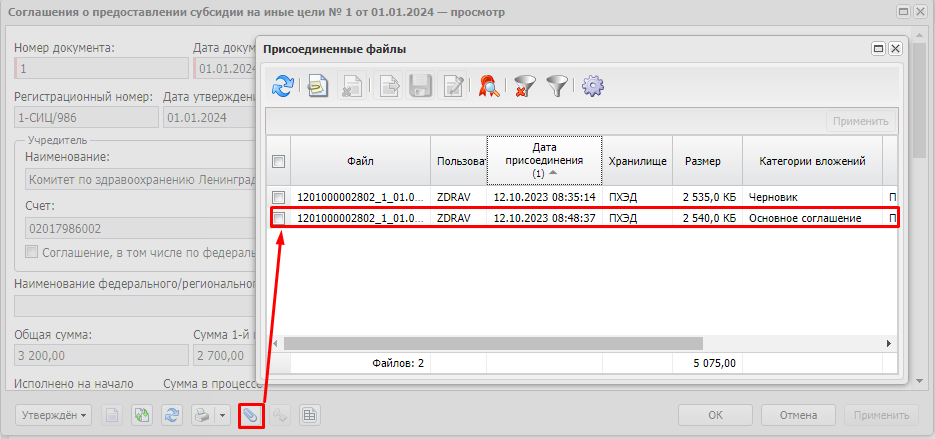 Соглашения о предоставлении субсидии на иные цели № 1 от 01.01.2024 — просмотр
Номер документа:
Дата докум
1
01.01.2024
Регистрационный номер:
Дата утвержден
1-СИЦ/986
01.01.2024
Учредитель
Наименование:
Комитет по здравоохранению Ленинград
Счет:
02017986002
Соглашение, в том числе по федераль
Наименование федерального/регионально
Общая сумма:
Сумма 1-й
3 200,00
2 700,00
Исполнено на начало
Сумма в процессе
Присоединенные файлы
Применить
Файл
Пользоват
Дата
присоединения
(1)
Хранилище
Размер
Категории вложений
1201000002802_1_01.0...
ZDRAV
12.10.2023 08:35:14
ПХЭД
2 535,0 КБ
Черновик
П
1201000002802_1_01.0...
ZDRAV
12.10.2023 08:48:37
ПХЭД
2 540,0 КБ
Основное соглашение
П
Файлов: 2
5 075,00
Утверждён
ОК
Отмена
Применить